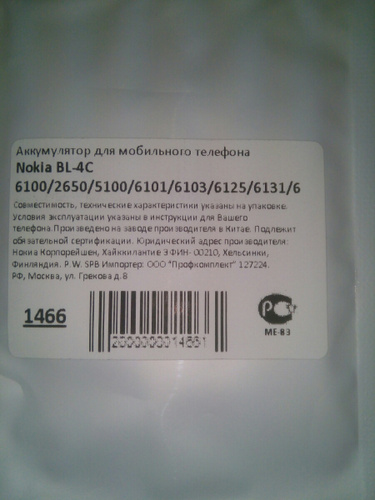 Аккумулятор для мобильного телефона
Nokia BL-4C
6100/2650/5100/6101/6103/6125/6131/6
Совместимость, технические характеристики указаны на упаковке.
Условия эксплуатации указаны в инструкции для Вашего
телефона.Произведено на заводе производителя в Китае. Подлежит
обязательной сертификации. Юридический адрес производителя:
Нокиа Корпорейшен, Хайккилантие 3 ФИН- 00210, Хельсинки,
Финляндия. P. W. SPB Импортер: ООО "Профкомплект" 127224,
РФ, Москва, ул. Грекова д.8
1466
2000000014661
РС
МЕ-83